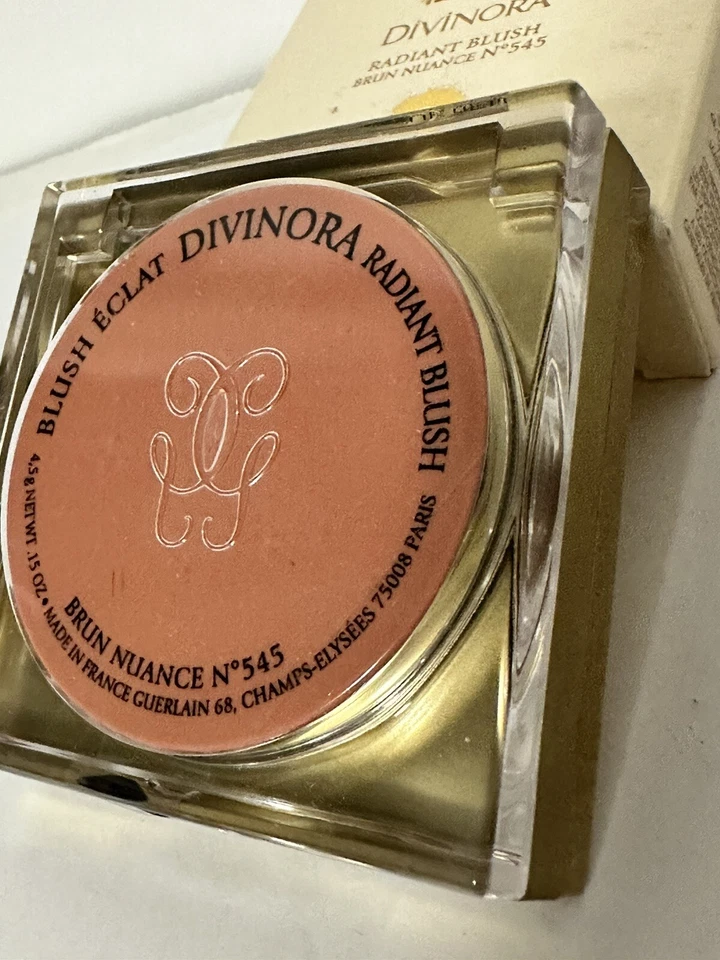 DIVINORA
RADIANT BLUSH
BRUN NUANCE N°545
BLUSH ÉCLAT DIVINORA RADIANT BLUSH
4,5g NET WT. .15 OZ. • MADE IN FRANCE GUERLAIN 68, CHAMPS-ELYSÉES 75008 PARIS
BRUN NUANCE N°545